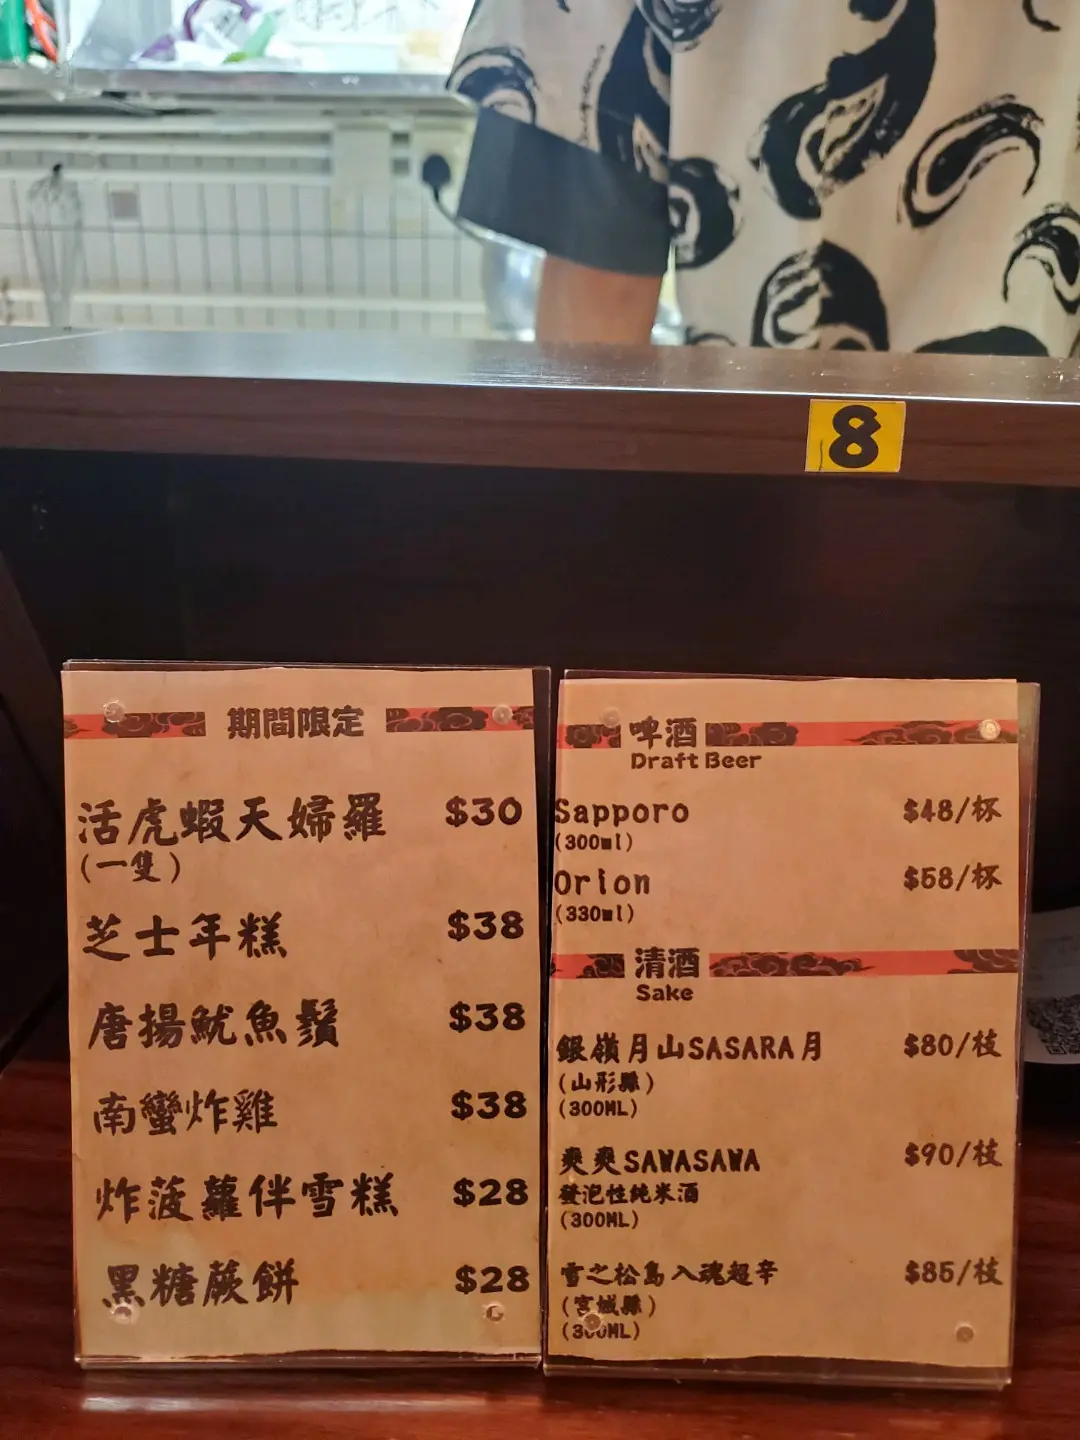 8
期間限定
活虎蝦天婦羅 $30
(一隻)
芝士年糕 $38
唐揚魷魚鬚 $38
南蠻炸雞 $38
炸菠蘿伴雪糕 $28
黑糖蕨餅 $28
啤酒
Draft Beer
Sapporo $48/杯
(300ml)
Orion $58/杯
(330ml)
清酒
Sake
銀嶺月山SASARA月 $80/枝
(山形縣)
(300ML)
爽爽SAWASAWA $90/枝
發泡性純米酒
(300ML)
雪之松島入魂超辛 $85/枝
(宮城縣)
(300ML)